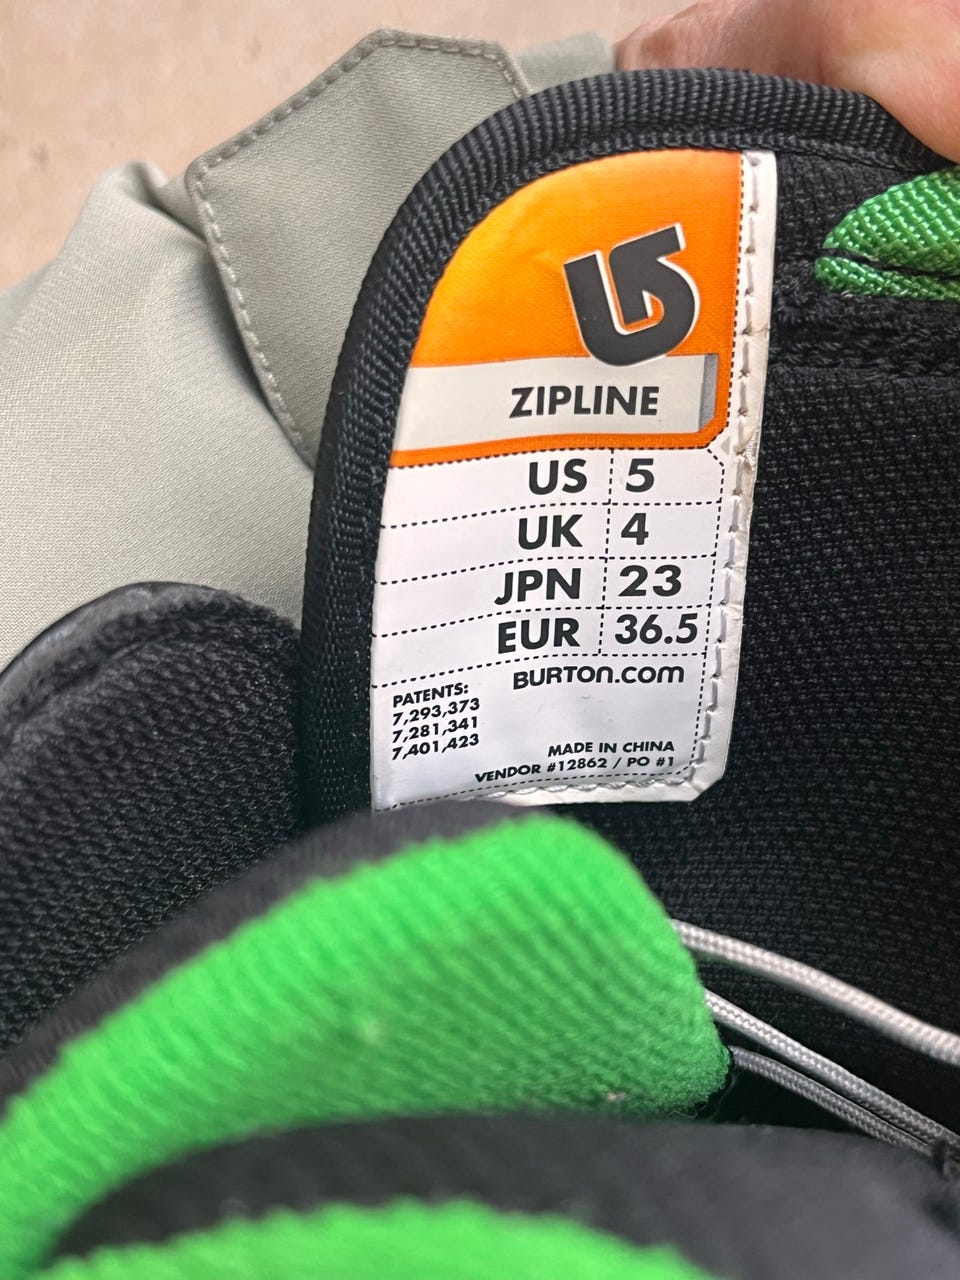 ZIPLINE
US 5
UK 4
JPN 23
EUR 36.5
BURTON.COM
PATENTS:
7,293,373
7,281,341
7,401,423
MADE IN CHINA
VENDOR #12862 / PO #1